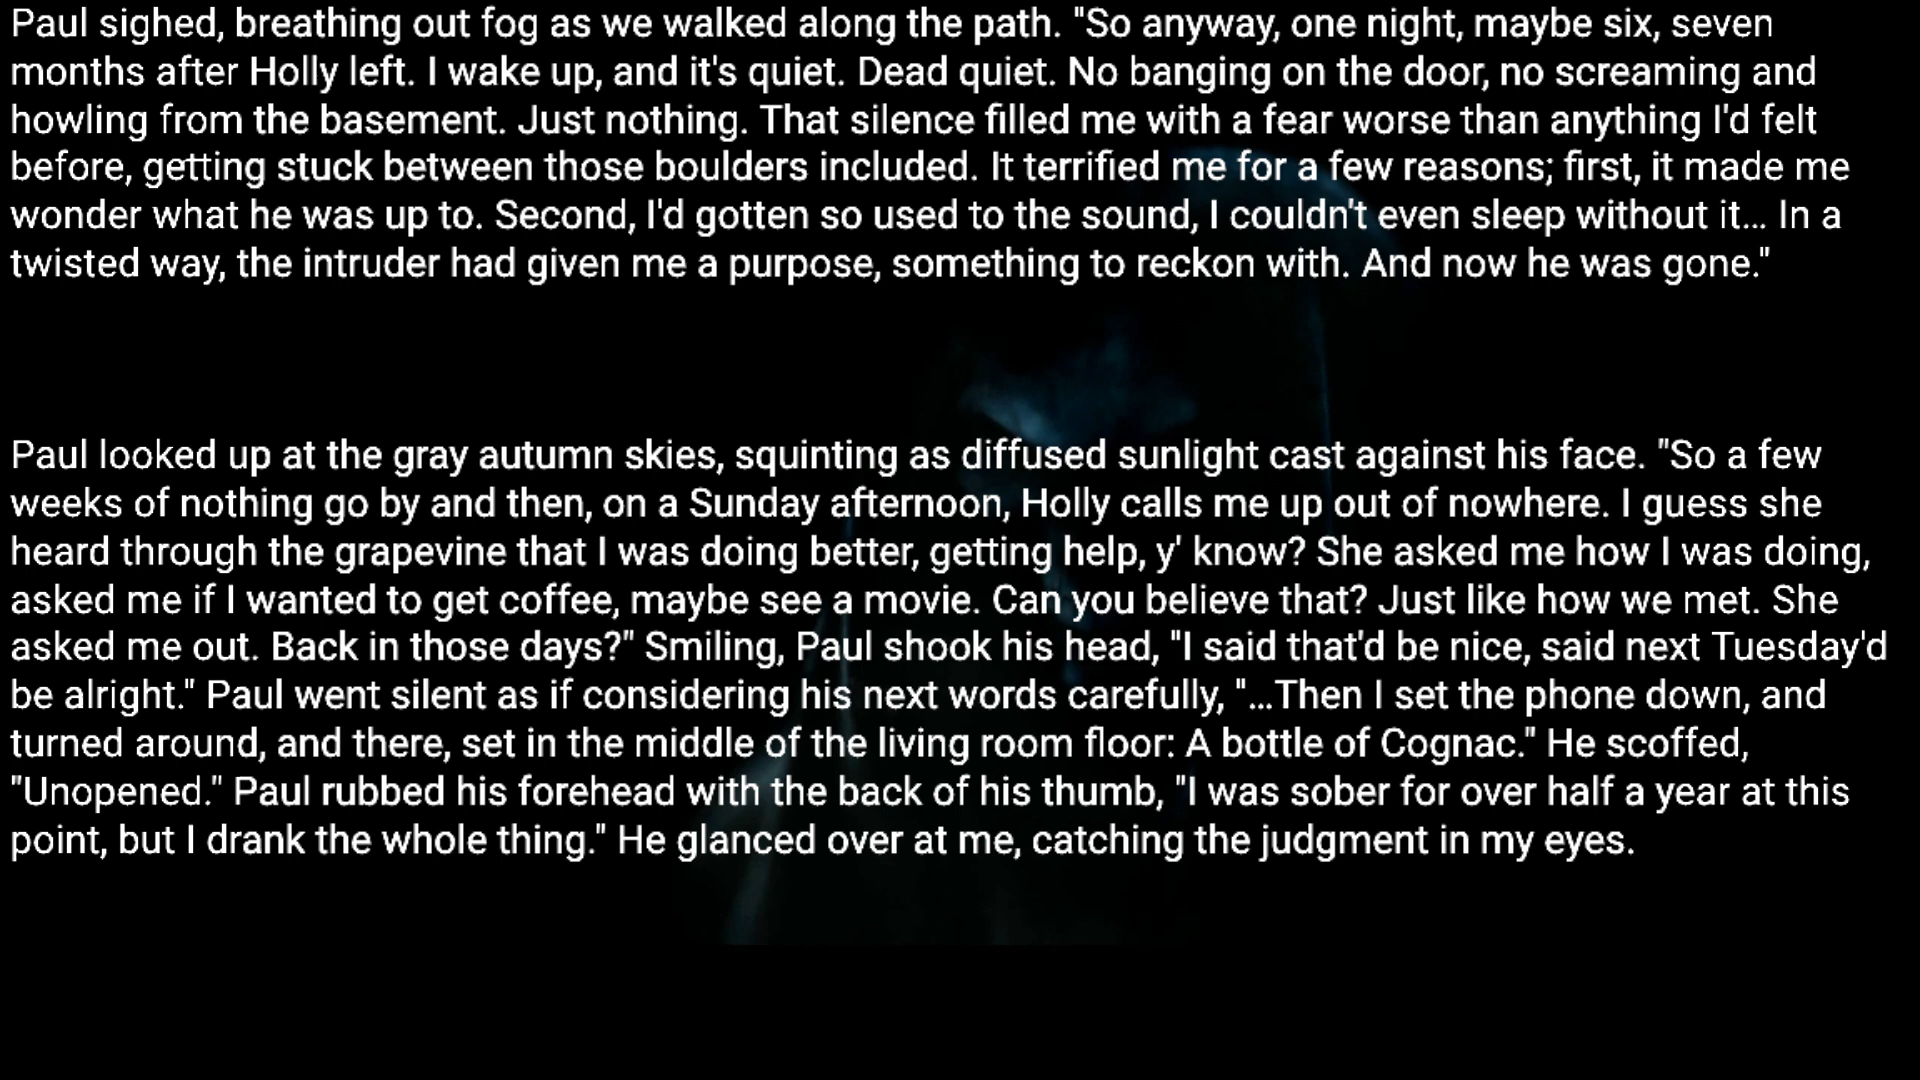 Paul sighed, breathing out fog as we walked along the path. "So anyway, one night, maybe six, seven
months after Holly left. I wake up, and it's quiet. Dead quiet. No banging on the door, no screaming and
howling from the basement. Just nothing. That silence filled me with a fear worse than anything I'd felt
before, getting stuck between those boulders included. It terrified me for a few reasons; first, it made me
wonder what he was up to. Second, I'd gotten so used to the sound, I couldn't even sleep without it... In a
twisted way, the intruder had given me a purpose, something to reckon with. And now he was gone."
Paul looked up at the gray autumn skies, squinting as diffused sunlight cast against his face. "So a few
weeks of nothing go by and then, on a Sunday afternoon, Holly calls me up out of nowhere. I guess she
heard through the grapevine that I was doing better, getting help, y' know? She asked me how I was doing,
asked me if I wanted to get coffee, maybe see a movie. Can you believe that? Just like how we met. She
asked me out. Back in those days?" Smiling, Paul shook his head, "I said that'd be nice, said next Tuesday'd
be alright." Paul went silent as if considering his next words carefully, "...Then I set the phone down, and
turned around, and there, set in the middle of the living room floor: A bottle of Cognac." He scoffed,
"Unopened." Paul rubbed his forehead with the back of his thumb, "I was sober for over half a year at this
point, but I drank the whole thing." He glanced over at me, catching the judgment in my eyes.